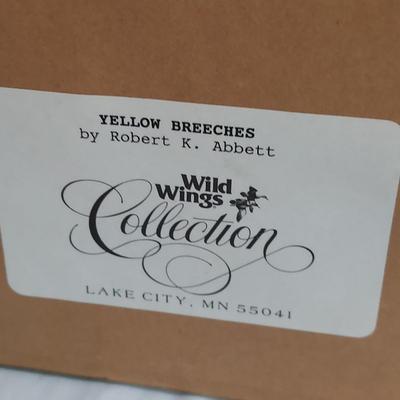 YELLOW BREECHES
by Robert K. Abbett
Wild
Wings
Collection
LAKE CITY, MN 55041